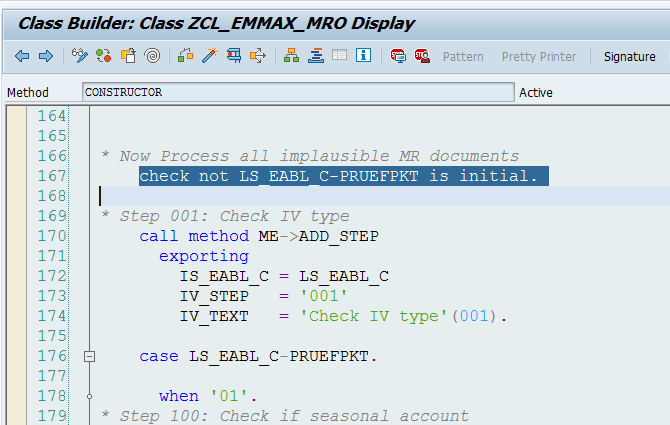 Class Builder: Class ZCL_EMMAX_MRO Display
Pattern Pretty Printer Signature
Method CONSTRUCTOR Active
164
165
166 * Now Process all implausible MR documents
167 check not LS_EABL_C-PRUEFPKT is initial.
168
169 * Step 001: Check IV type
170 call method ME->ADD_STEP
171 exporting
172 IS_EABL_C = LS_EABL_C
173 IV_STEP = '001'
174 IV_TEXT = 'Check IV type'(001).
175
176 case LS_EABL_C-PRUEFPKT.
177
178 when '01'.
179 * Step 100: Check if seasonal account